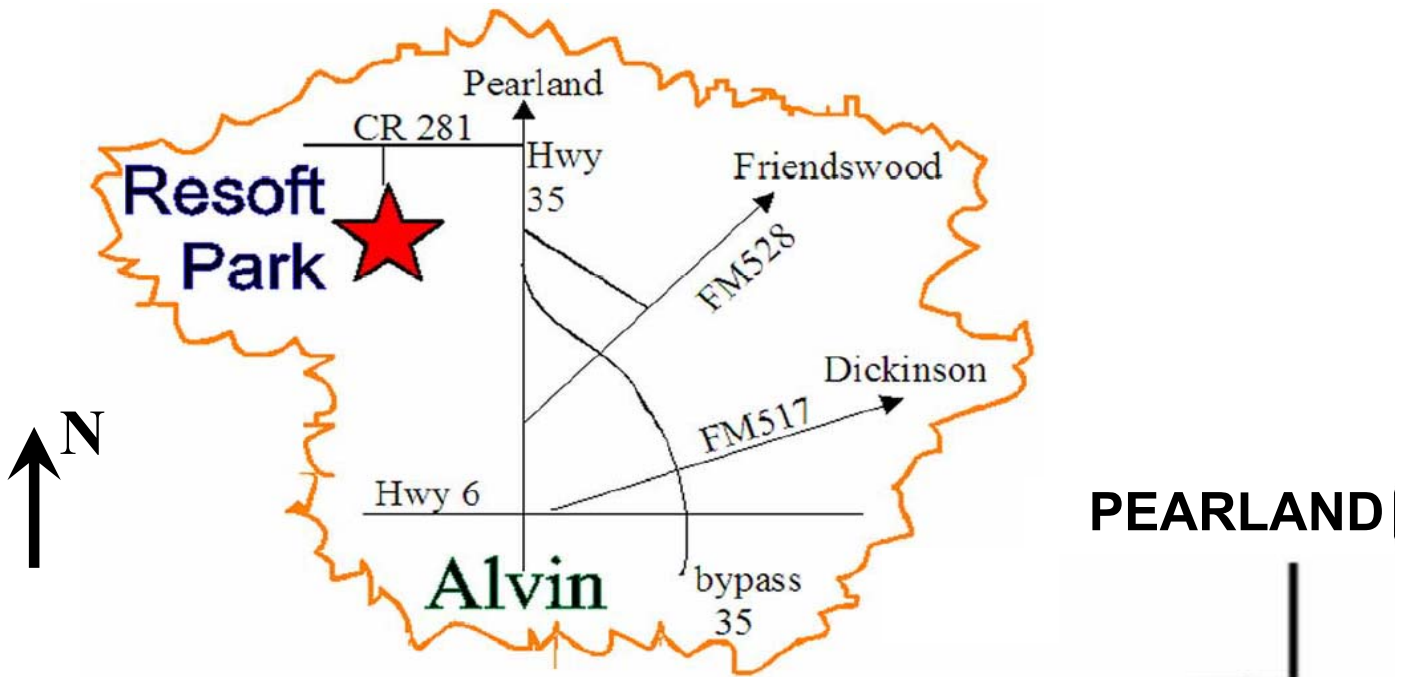 Pearland
CR 281
Hwy
35
Friendswood
Resoft
Park
FM528
Dickinson
FM517
N
Hwy 6
PEARLAND
Alvin
bypass
35